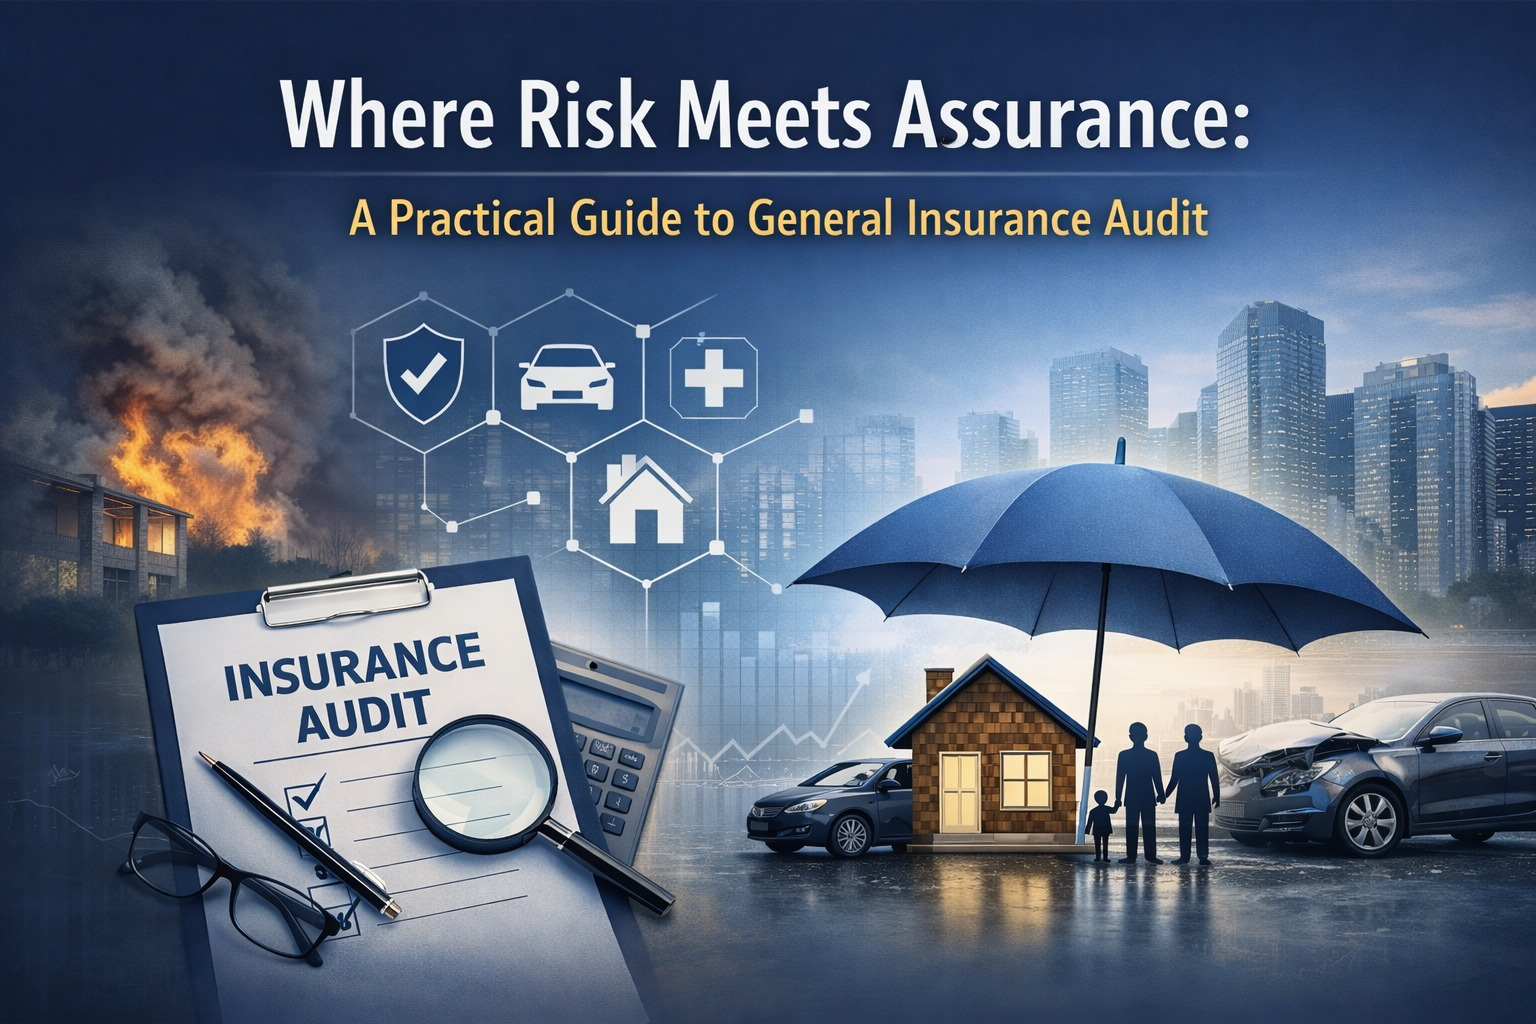 Where Risk Meets Assurance:
A Practical Guide to General Insurance Audit
INSURANCE
AUDIT